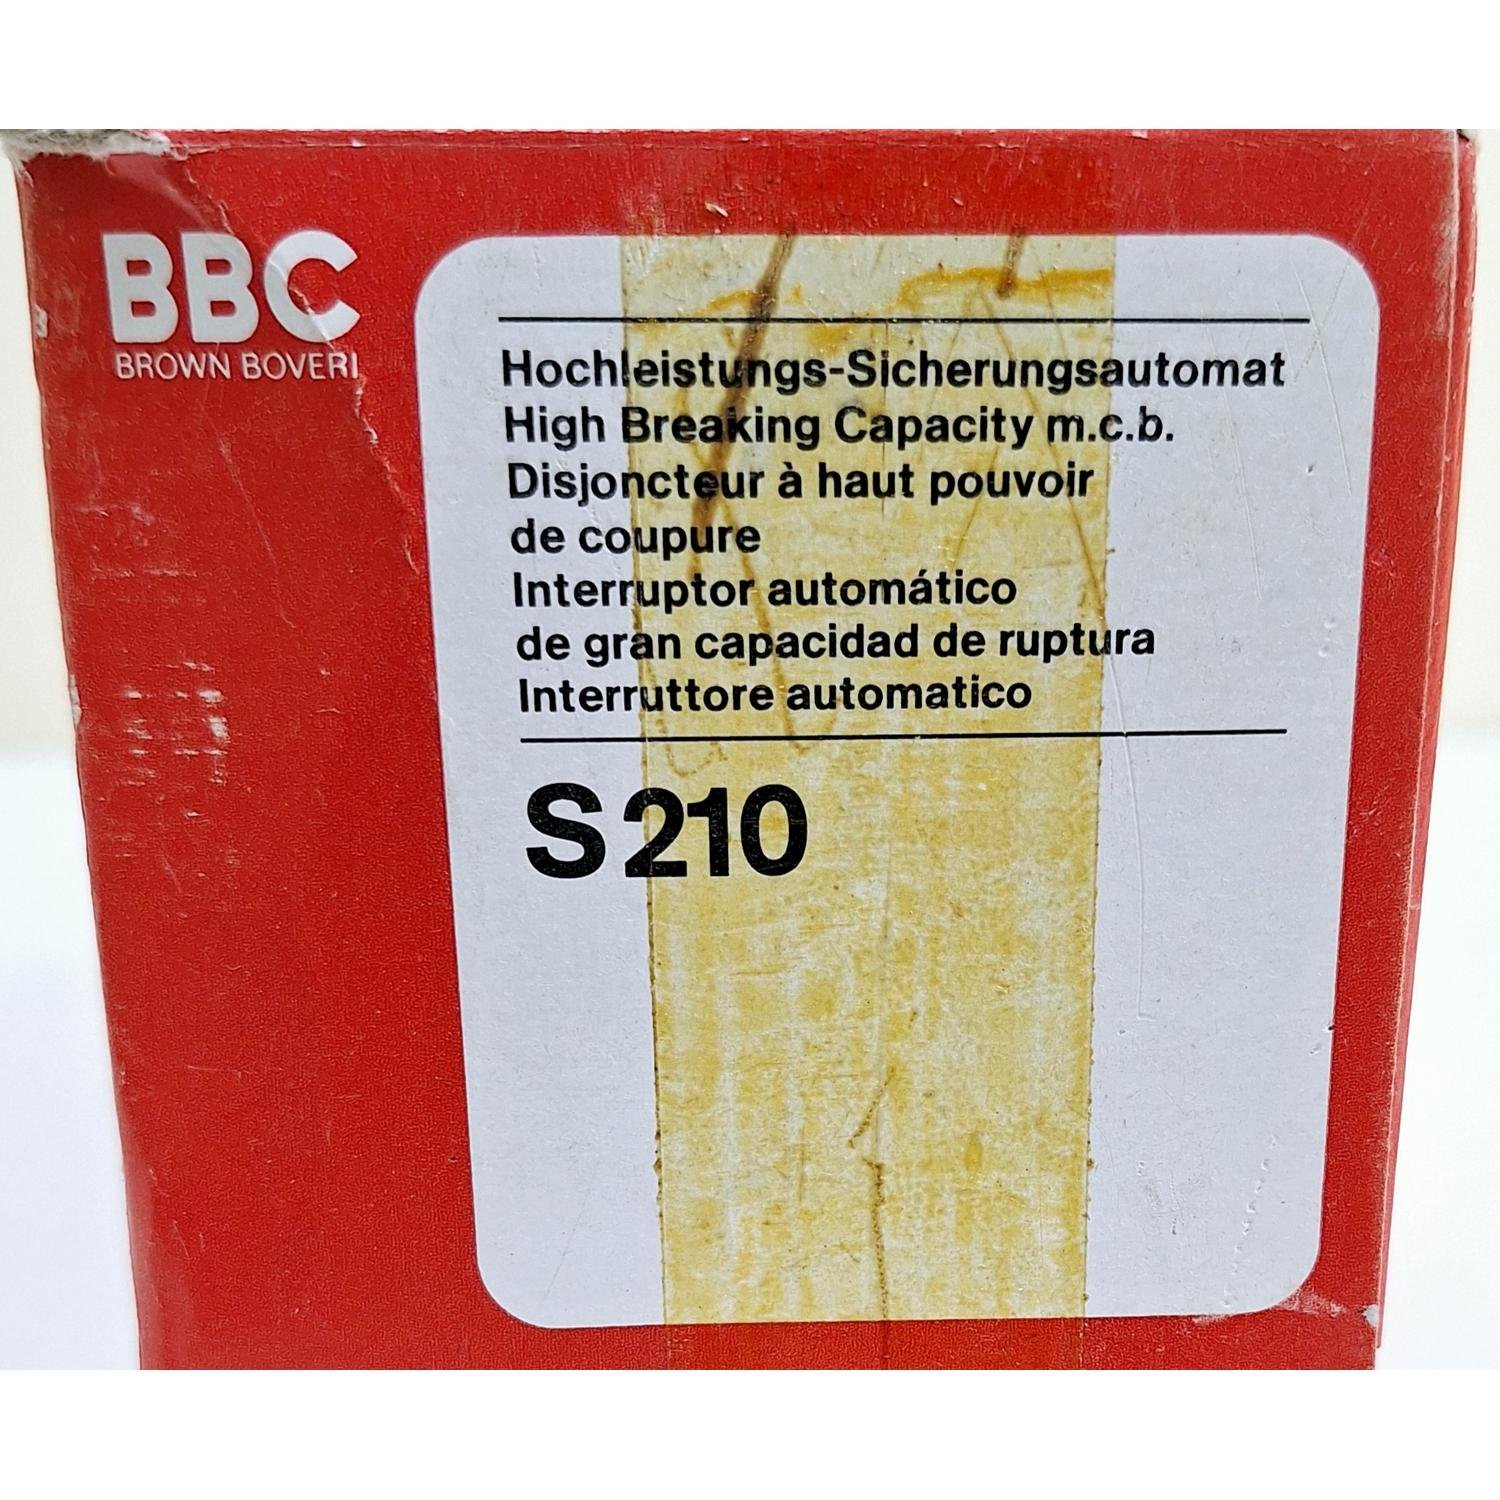 BBC
BROWN BOVERI
Hochleistungs-Sicherungsautomat
High Breaking Capacity m.c.b.
Disjoncteur à haut pouvoir
de coupure
Interruptor automático
de gran capacidad de ruptura
Interruttore automatico
S210